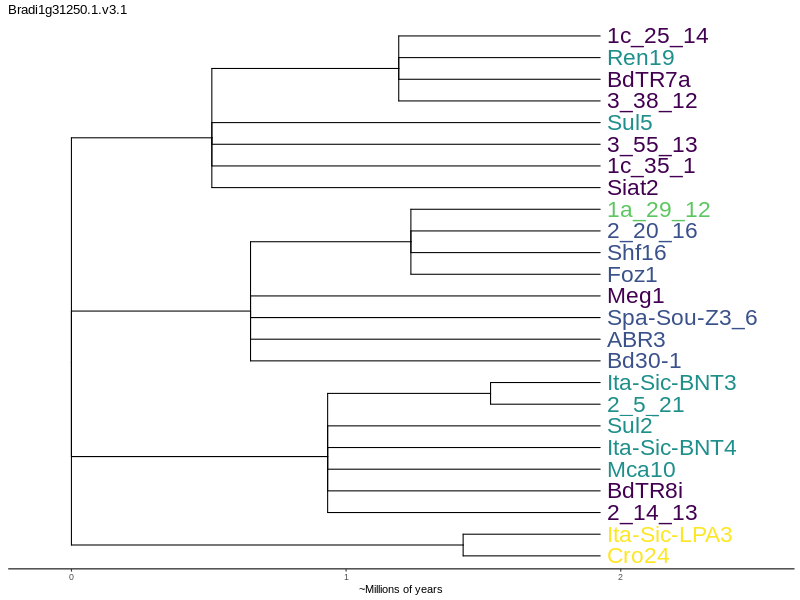 Bradi1g31250.1.v3.1
1c_25_14
Ren19
BdTR7a
3_38_12
Sul5
3_55_13
1c_35_1
Siat2
1a_29_12
2_20_16
Shf16
Foz1
Meg1
Spa-Sou-Z3_6
ABR3
Bd30-1
Ita-Sic-BNT3
2_5_21
Sul2
Ita-Sic-BNT4
Mca10
BdTR8i
2_14_13
Ita-Sic-LPA3
Cro24
0 1 2
~Millions of years